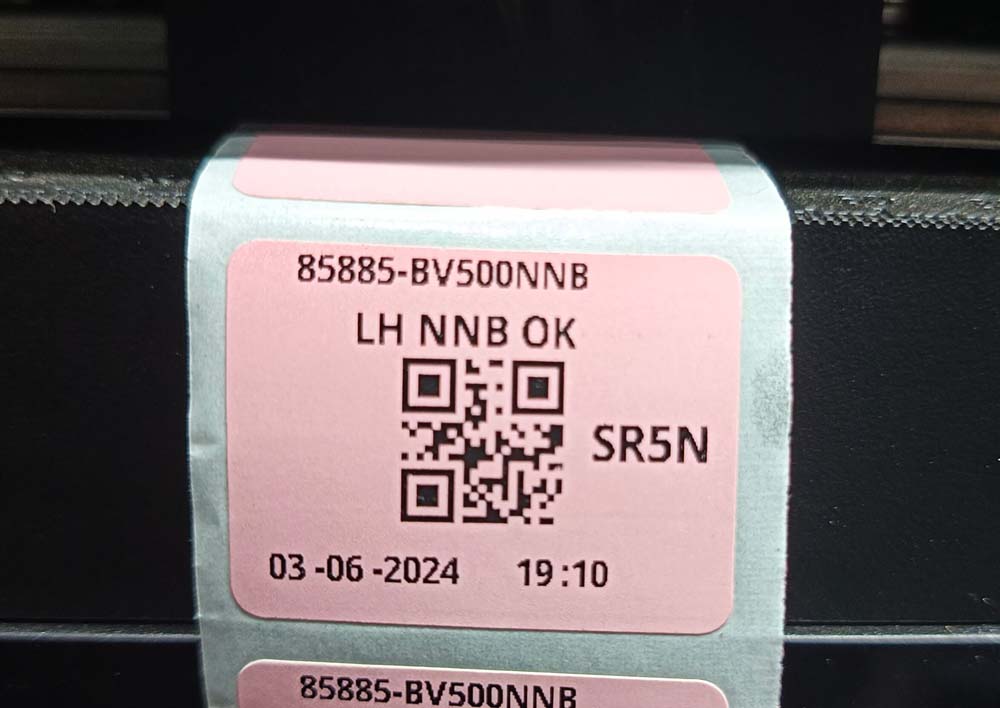 85885-BV500NNB
LH NNB OK
SR5N
03 -06 -2024 19 :10
85885-BV500NNB